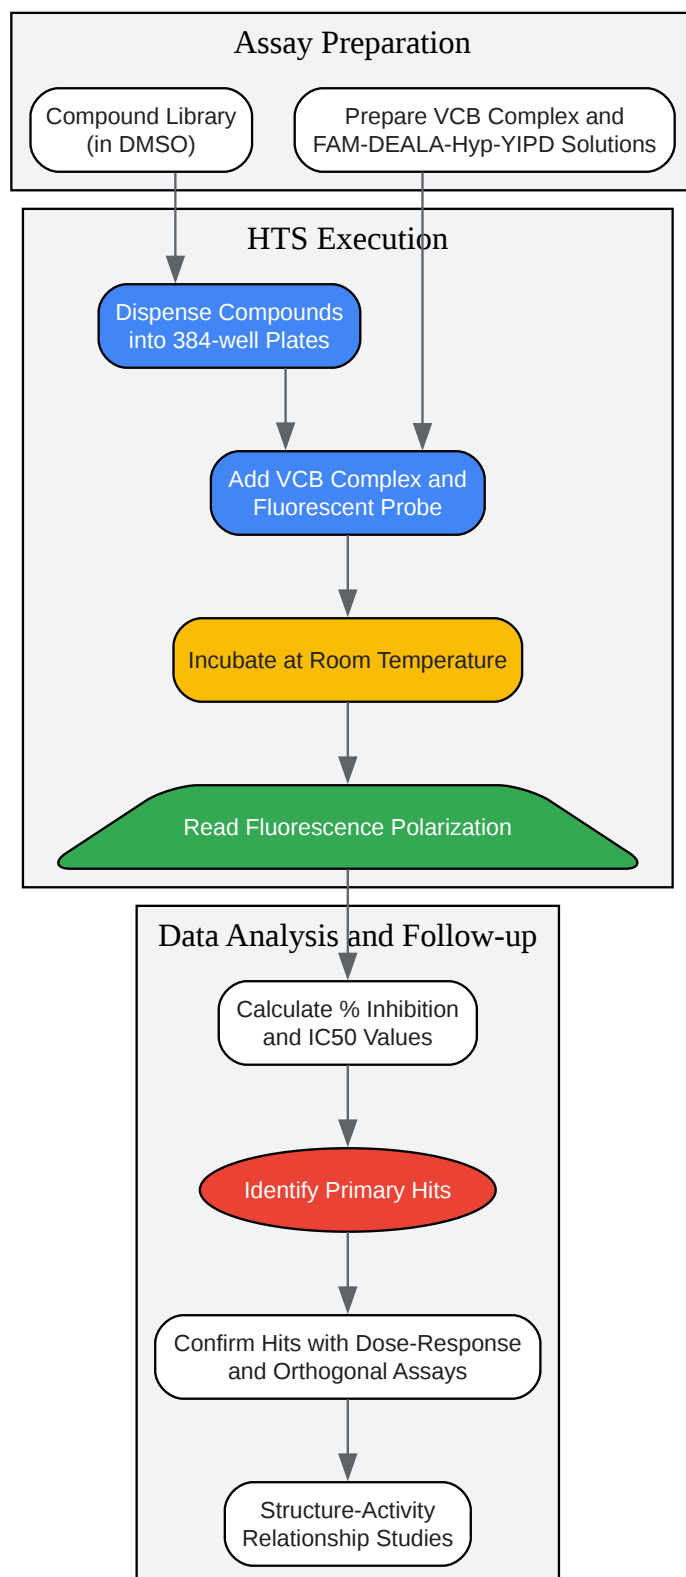 Assay Preparation
Compound Library
(in DMSO)
Prepare VCB Complex and
FAM-DEALA-Hyp-YIPD Solutions
HTS Execution
Dispense Compounds
into 384-well Plates
Add VCB Complex and
Fluorescent Probe
Incubate at Room Temperature
Read Fluorescence Polarization
Data Analysis and Follow-up
Calculate % Inhibition
and IC50 Values
Identify Primary Hits
Confirm Hits with Dose-Response
and Orthogonal Assays
Structure-Activity
Relationship Studies